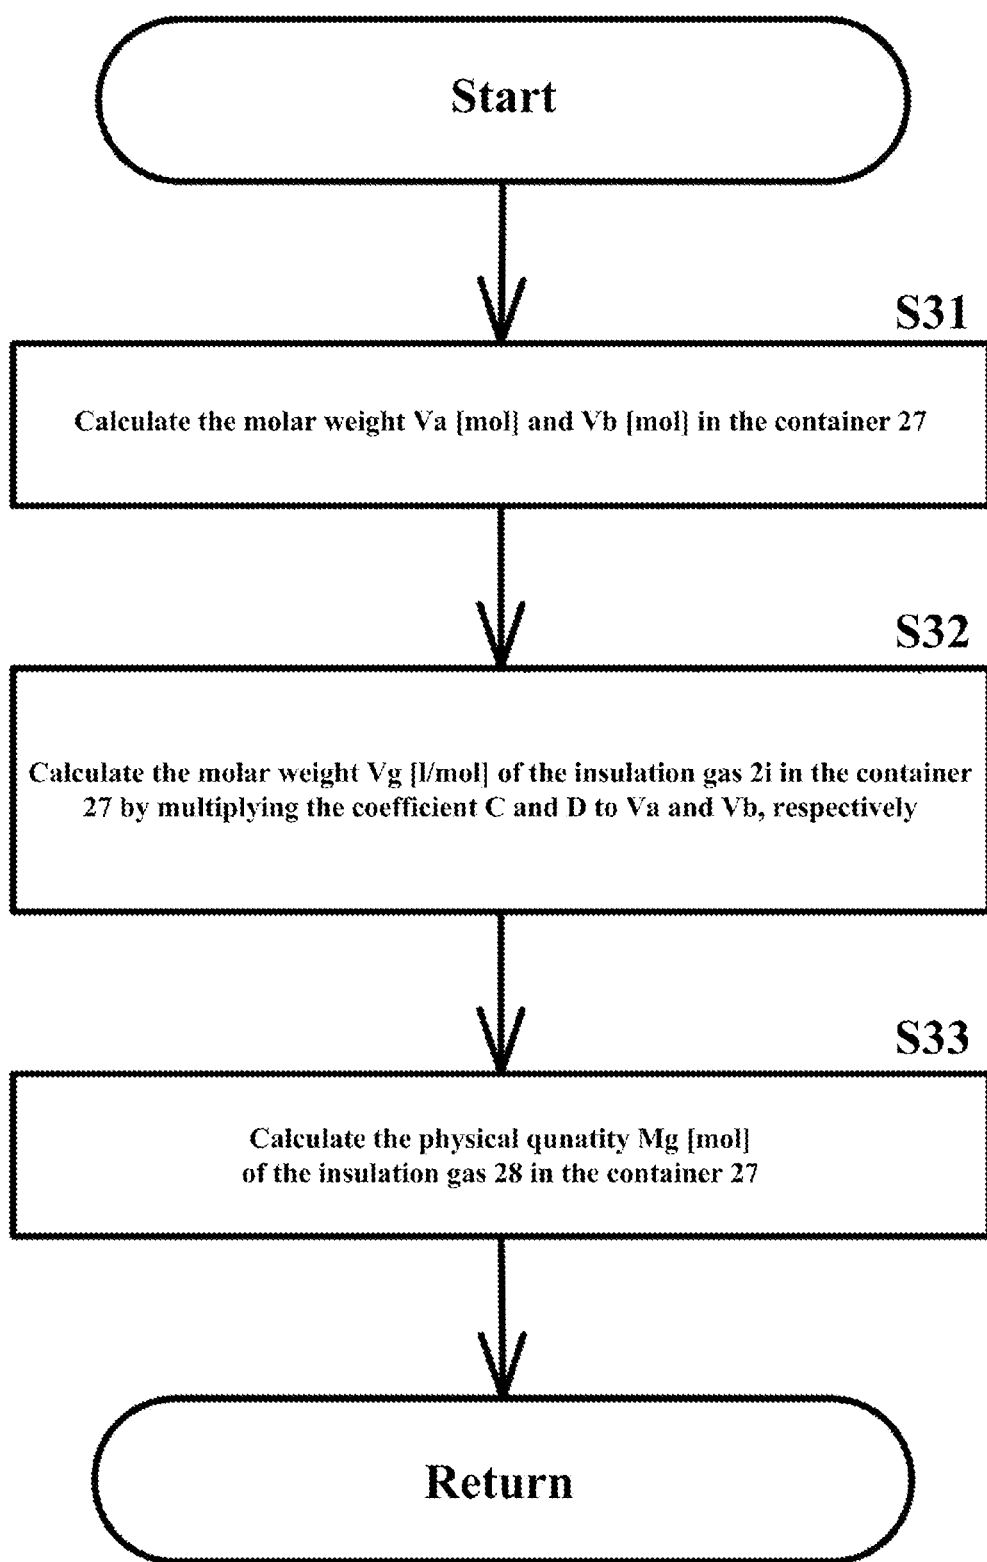 Start
S31
Calculate the molar weight Va [mol] and Vb [mol] in the container 27
S32
Calculate the molar weight Vg [l/mol] of the insulation gas 2i in the container
27 by multiplying the coefficient C and D to Va and Vb, respectively
S33
Calculate the physical qunatity Mg [mol]
of the insulation gas 28 in the container 27
Return